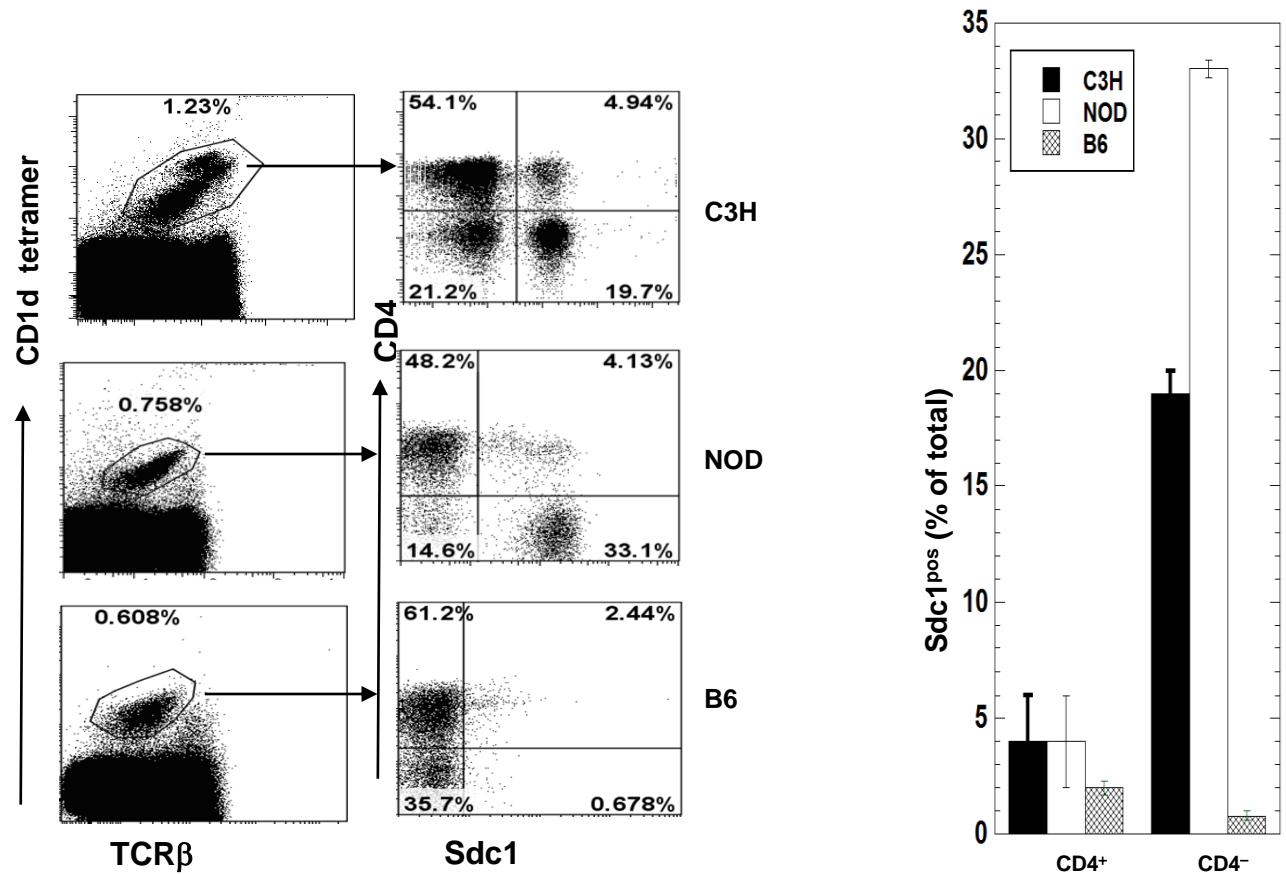 1.23%
CD1d tetramer
54.1% 4.94%
21.2% 19.7%
C3H
0.758%
CD4
48.2% 4.13%
14.6% 33.1%
NOD
0.608%
61.2% 2.44%
35.7% 0.678%
B6
TCRβ
Sdc1
Sdc1pos (% of total)
35
30
25
20
15
10
5
0
C3H
NOD
B6
CD4+
CD4–